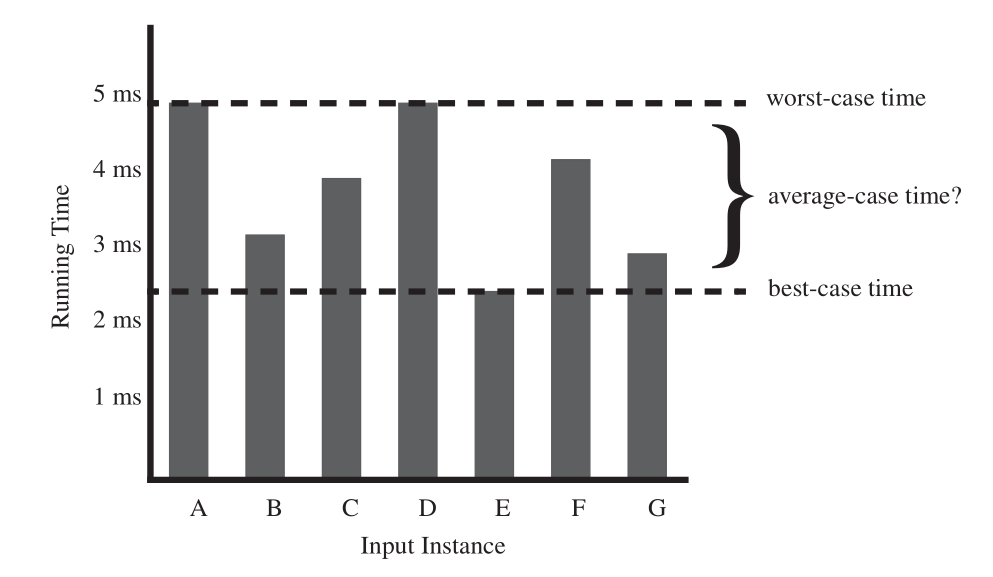 5 ms
worst-case time
4 ms
average-case time?
3 ms
best-case time
2 ms
1 ms
Running Time
A B C D E F G
Input Instance